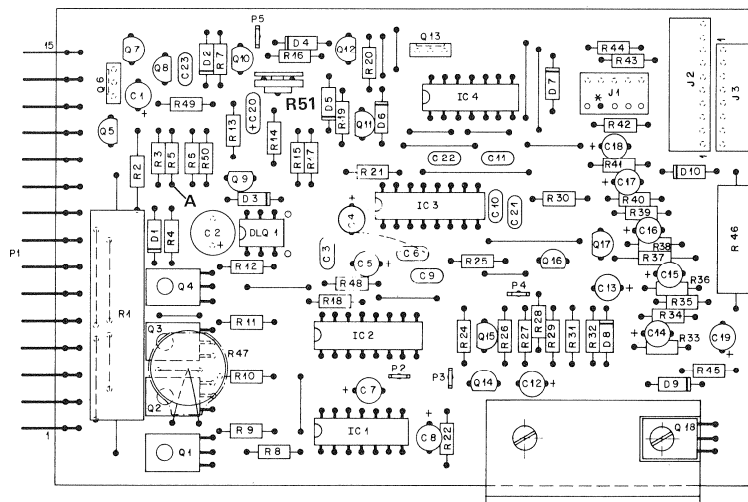 P5
15
Q7
Q8
C23
D2
R7
Q10
D4
R16
Q12
R20
Q13
R44
R43
J2
J3
1
Q6
C1
+
R49
R13
+C20
R51
R14
D5
R19
Q11
D6
IC4
D7
J1
*
R42
Q5
R2
R3
R5
R6
R50
R15
R17
C22
C11
+
C18
R41
+
C17
D10
1
Q9
D3
R21
A
IC3
C10
C21
R30
R40
R39
+
C16
R46
D1
R4
C2
+
DLQ1
+
C4
C3
C6
Q17
R38
R37
P1
R12
C5
+
C9
R25
Q16
C15
+
R36
Q4
R48
P4
C13
+
R35
R1
R18
R34
R11
IC2
R24
Q15
R26
R27
R28
R29
R31
R32
D8
+
C14
R33
C19
+
Q3
R47
R10
P2
P3
Q14
C12
+
R45
D9
Q2
+
C7
1
R9
IC1
+
C8
R22
Q18
Q1
R8